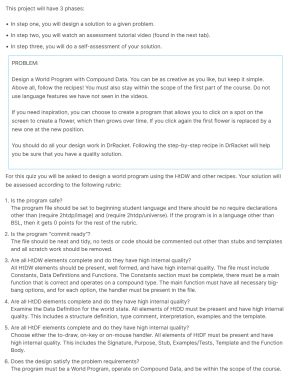 This project will have 3 phases:
• In step one, you will design a solution to a given problem.
• In step two, you will watch an assessment tutorial video (found in the next tab).
• In step three, you will do a self-assessment of your solution.
PROBLEM:
Design a World Program with Compound Data. You can be as creative as you like, but keep it simple.
Above all, follow the recipes! You must also stay within the scope of the first part of the course. Do not
use language features we have not seen in the videos.
If you need inspiration, you can choose to create a program that allows you to click on a spot on the
screen to create a flower, which then grows over time. If you click again the first flower is replaced by a
new one at the new position.
You should do all your design work in DrRacket. Following the step-by-step recipe in DrRacket will help
you be sure that you have a quality solution.
For this quiz you will be asked to design a world program using the HtDW and other recipes. Your solution will
be assessed according to the following rubric:
1. Is the program safe?
The program file should be set to beginning student language and there should be no require declarations
other than (require 2htdp/image) and (require 2htdp/universe). If the program is in a language other than
BSL, then it gets 0 points for the rest of the rubric.
2. Is the program "commit ready"?
The file should be neat and tidy, no tests or code should be commented out other than stubs and templates
and all scratch work should be removed.
3. Are all HtDW elements complete and do they have high internal quality?
All HtDW elements should be present, well formed, and have high internal quality. The file must include
Constants, Data Definitions and Functions. The Constants section must be complete, there must be a main
function that is correct and operates on a compound type. The main function must have all necessary big-
bang options, and for each option, the handler must be present in the file.
4. Are all HtDD elements complete and do they have high internal quality?
Examine the Data Definition for the world state. All elements of HtDD must be present and have high internal
quality. This includes a structure definition, type comment, interpretation, examples and the template.
5. Are all HtDF elements complete and do they have high internal quality?
Choose either the to-draw, on-key or on-mouse handler. All elements of HtDF must be present and have
high internal quality. This includes the Signature, Purpose, Stub, Examples/Tests, Template and the Function
Body.
6. Does the design satisfy the problem requirements?
The program must be a World Program, operate on Compound Data, and be within the scope of the course.